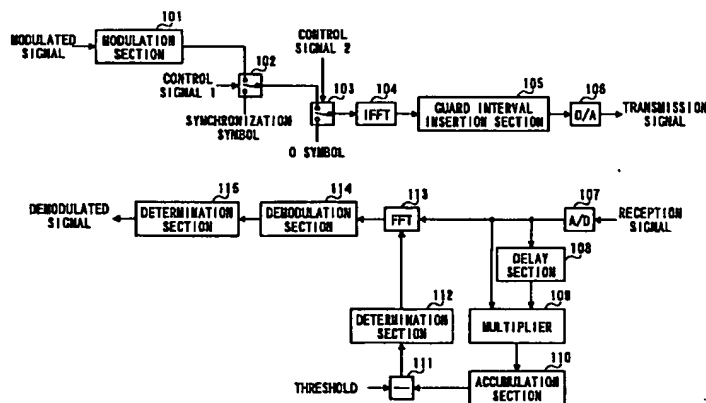 101
MODULATED SIGNAL
MODULATION SECTION
102
CONTROL SIGNAL 1
SYNCHRONIZATION SYMBOL
CONTROL SIGNAL 2
103
0 SYMBOL
104
IFFT
105
GUARD INTERVAL INSERTION SECTION
106
D/A
TRANSMISSION SIGNAL
115
DEMODULATED SIGNAL
DETERMINATION SECTION
114
DEMODULATION SECTION
113
FFT
107
A/D
RECEPTION SIGNAL
108
DELAY SECTION
112
DETERMINATION SECTION
109
MULTIPLIER
111
THRESHOLD
—
110
ACCUMULATION SECTION